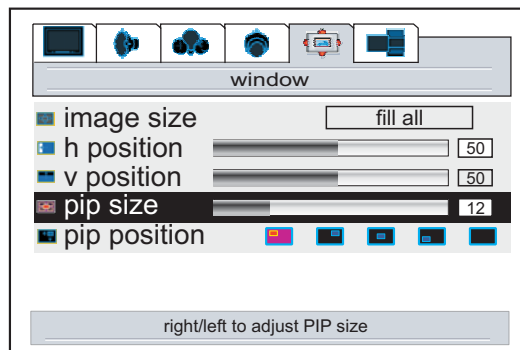 window
image size fill all
h position 50
v position 50
pip size 12
pip position
right/left to adjust PIP size